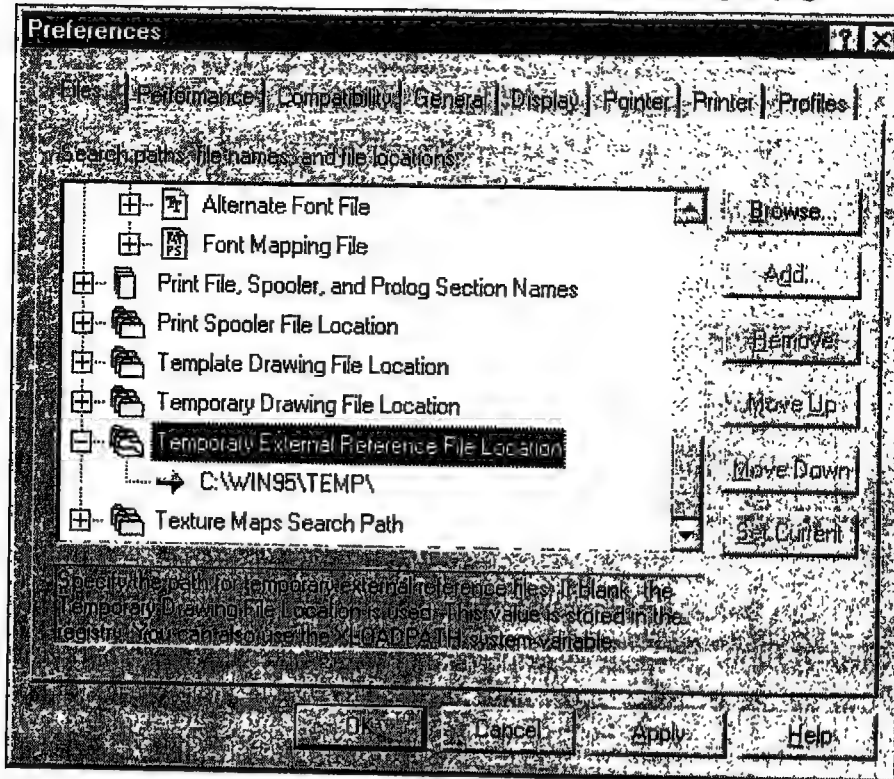 Preferences
Files Performance Compatibility General Display Pointer Printer Profiles
Search paths, file names, and file locations:
Alternate Font File
Font Mapping File
Print File, Spooler, and Prolog Section Names
Print Spooler File Location
Template Drawing File Location
Temporary Drawing File Location
Temporary External Reference File Location
C:\WIN95\TEMP\
Texture Maps Search Path
Browse...
Add...
Remove
Move Up
Move Down
Set Current
Specify the path for temporary external reference files. If blank, the
Temporary Drawing File Location is used. This value is stored in the
registry. You can also use the XLOADPATH system variable.
OK Cancel Apply Help